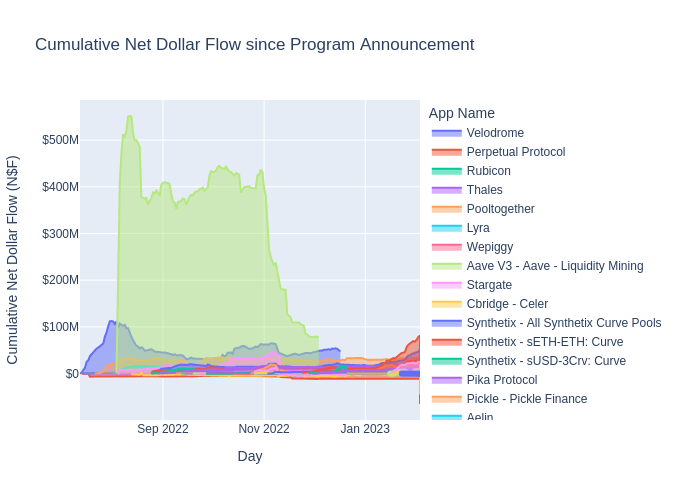 Cumulative Net Dollar Flow since Program Announcement
Cumulative Net Dollar Flow (N$F)
$500M
$400M
$300M
$200M
$100M
$0
Sep 2022
Nov 2022
Jan 2023
Day
App Name
Velodrome
Perpetual Protocol
Rubicon
Thales
Pooltogether
Lyra
Wepiggy
Aave V3 - Aave - Liquidity Mining
Stargate
Cbridge - Celer
Synthetix - All Synthetix Curve Pools
Synthetix - sETH-ETH: Curve
Synthetix - sUSD-3Crv: Curve
Pika Protocol
Pickle - Pickle Finance
Aelin